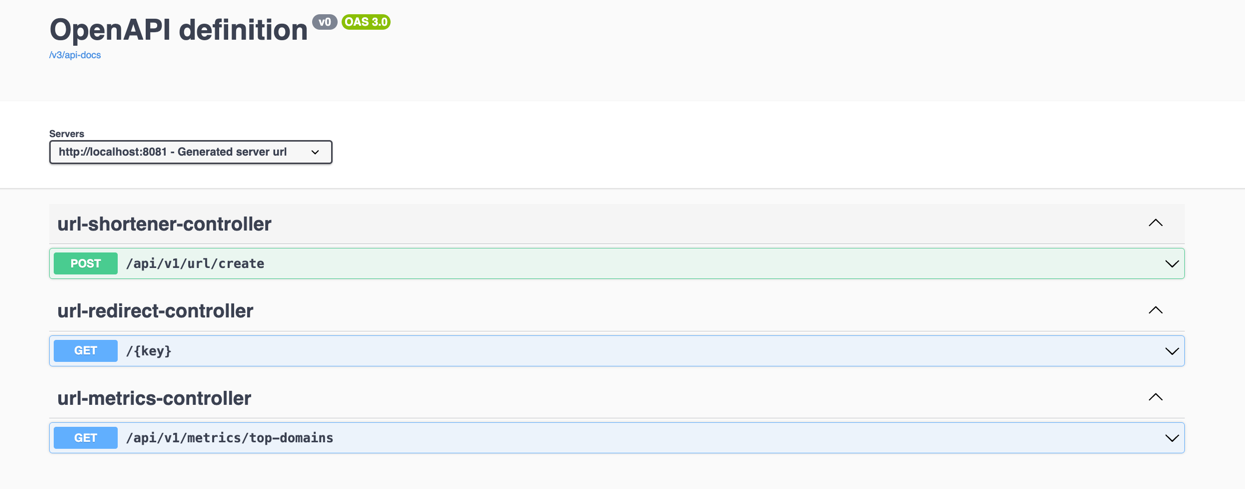 OpenAPI definition v0 OAS 3.0
/v3/api-docs
Servers
http://localhost:8081 - Generated server url
url-shortener-controller
POST /api/v1/url/create
url-redirect-controller
GET /{key}
url-metrics-controller
GET /api/v1/metrics/top-domains